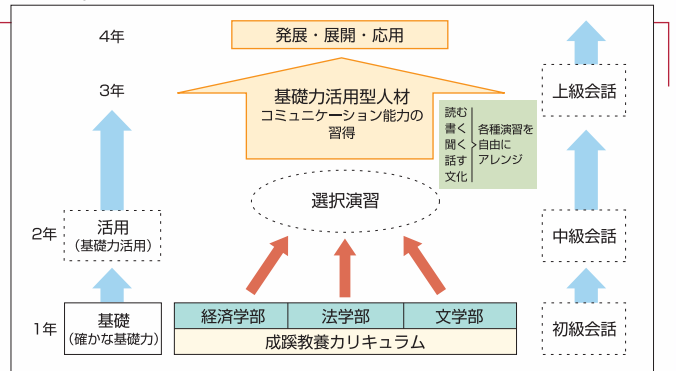 4年
発展・展開・応用
3年
基礎力活用型人材
コミュニケーション能力の
習得
読む
書く
聞く
話す
文化
各種演習を
自由に
アレンジ
上級会話
2年
活用
(基礎力活用)
選択演習
中級会話
1年
基礎
(確かな基礎力)
経済学部
法学部
文学部
成蹊教養カリキュラム
初級会話